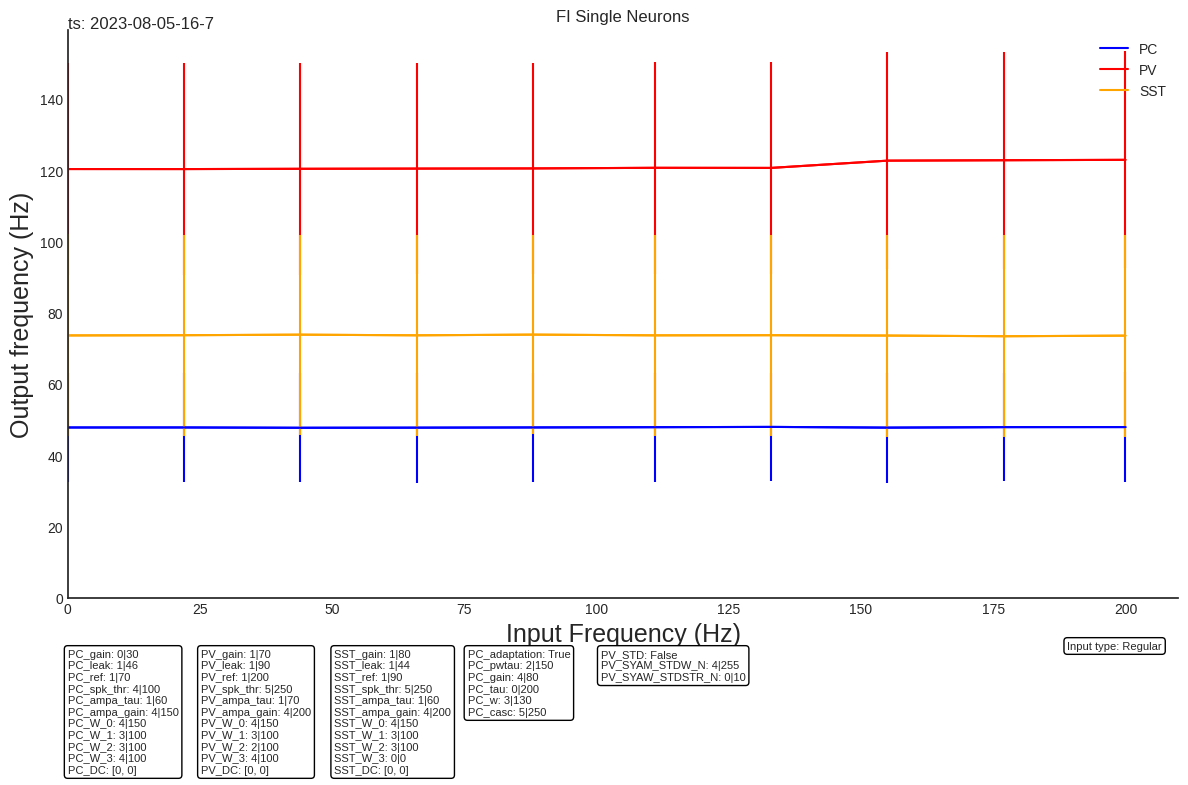 ts: 2023-08-05-16-7
FI Single Neurons
PC
PV
SST
Output frequency (Hz)
140
120
100
80
60
40
20
0
0 25 50 75 100 125 150 175 200
Input Frequency (Hz)
Input type: Regular
PC_gain: 0|30
PC_leak: 1|46
PC_ref: 1|70
PC_spk_thr: 4|100
PC_ampa_tau: 1|60
PC_ampa_gain: 4|150
PC_W_0: 4|150
PC_W_1: 3|100
PC_W_2: 3|100
PC_W_3: 4|100
PC_DC: [0, 0]
PV_gain: 1|70
PV_leak: 1|90
PV_ref: 1|200
PV_spk_thr: 5|250
PV_ampa_tau: 1|70
PV_ampa_gain: 4|200
PV_W_0: 4|150
PV_W_1: 3|100
PV_W_2: 2|100
PV_W_3: 4|100
PV_DC: [0, 0]
SST_gain: 1|80
SST_leak: 1|44
SST_ref: 1|90
SST_spk_thr: 5|250
SST_ampa_tau: 1|60
SST_ampa_gain: 4|200
SST_W_0: 4|150
SST_W_1: 3|100
SST_W_2: 3|100
SST_W_3: 0|0
SST_DC: [0, 0]
PC_adaptation: True
PC_pwtau: 2|150
PC_gain: 4|80
PC_tau: 0|200
PC_w: 3|130
PC_casc: 5|250
PV_STD: False
PV_SYAM_STDW_N: 4|255
PV_SYAW_STDSTR_N: 0|10